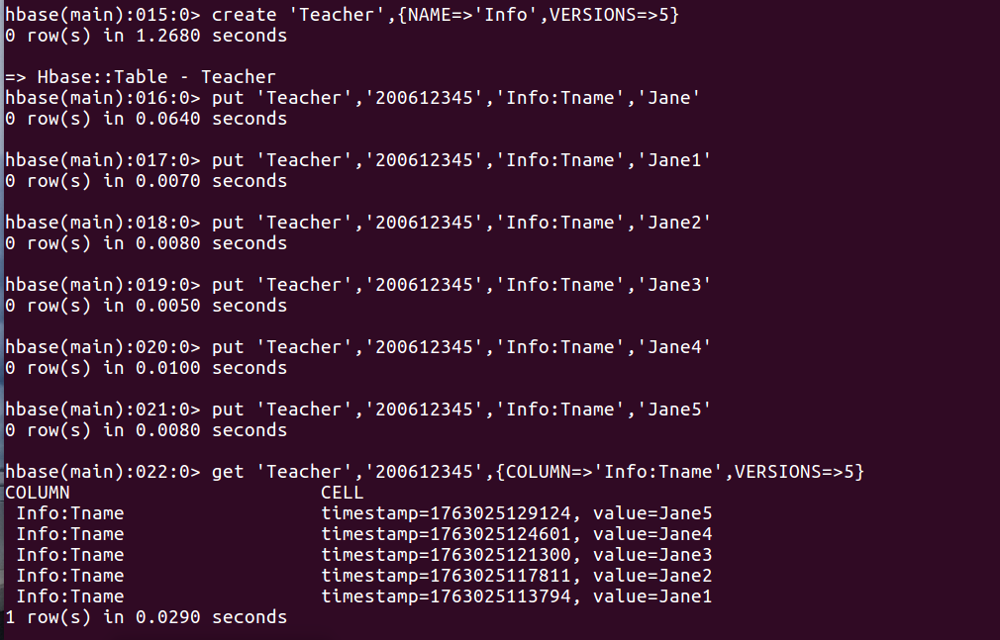 hbase(main):015:0> create 'Teacher',{NAME=>'Info',VERSIONS=>5}
0 row(s) in 1.2680 seconds
=> Hbase::Table - Teacher
hbase(main):016:0> put 'Teacher','200612345','Info:Tname','Jane'
0 row(s) in 0.0640 seconds
hbase(main):017:0> put 'Teacher','200612345','Info:Tname','Jane1'
0 row(s) in 0.0070 seconds
hbase(main):018:0> put 'Teacher','200612345','Info:Tname','Jane2'
0 row(s) in 0.0080 seconds
hbase(main):019:0> put 'Teacher','200612345','Info:Tname','Jane3'
0 row(s) in 0.0050 seconds
hbase(main):020:0> put 'Teacher','200612345','Info:Tname','Jane4'
0 row(s) in 0.0100 seconds
hbase(main):021:0> put 'Teacher','200612345','Info:Tname','Jane5'
0 row(s) in 0.0080 seconds
hbase(main):022:0> get 'Teacher','200612345',{COLUMN=>'Info:Tname',VERSIONS=>5}
COLUMN CELL
Info:Tname timestamp=1763025129124, value=Jane5
Info:Tname timestamp=1763025124601, value=Jane4
Info:Tname timestamp=1763025121300, value=Jane3
Info:Tname timestamp=1763025117811, value=Jane2
Info:Tname timestamp=1763025113794, value=Jane1
1 row(s) in 0.0290 seconds